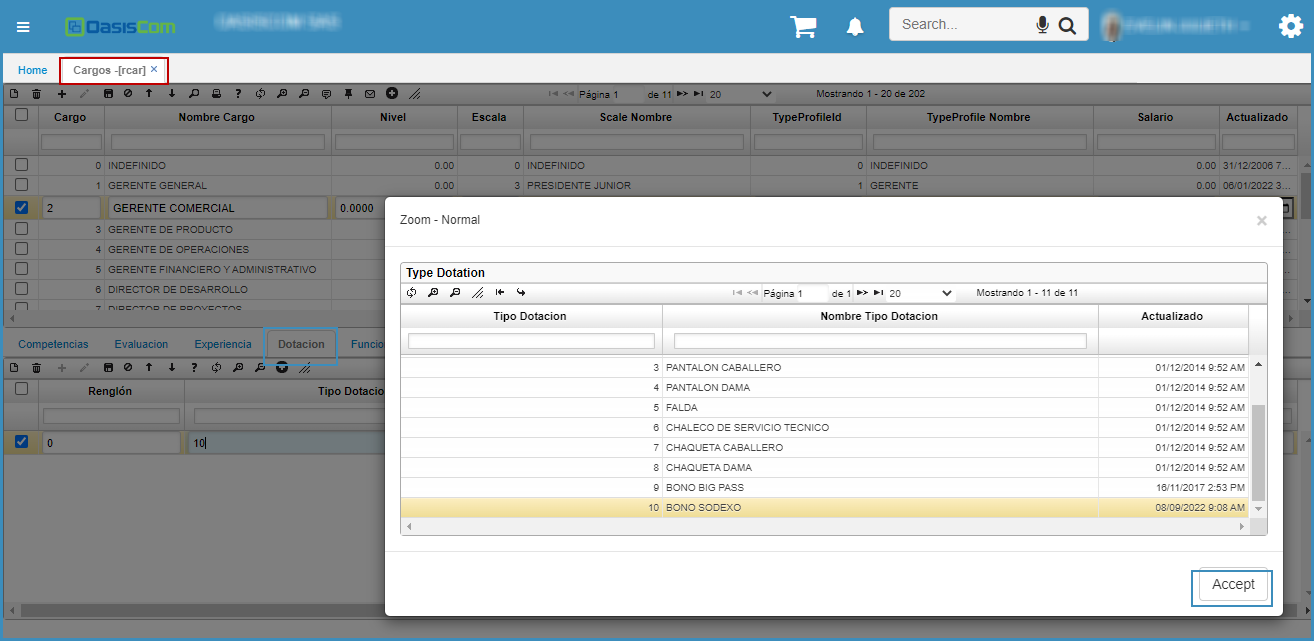 OasisCom
Search...
Home Cargos -[rcar] ×
Página 1 de 11 20 Mostrando 1 - 20 de 202
Cargo Nombre Cargo Nivel Escala Scale Nombre TypeProfileId TypeProfile Nombre Salario Actualizado
0 INDEFINIDO 0.00 0 INDEFINIDO 0 INDEFINIDO 0.00 31/12/2006 7...
1 GERENTE GENERAL 0.00 3 PRESIDENTE JUNIOR 1 GERENTE 0.00 06/01/2022 3...
2 GERENTE COMERCIAL 0.0000
3 GERENTE DE PRODUCTO
4 GERENTE DE OPERACIONES
5 GERENTE FINANCIERO Y ADMINISTRATIVO
6 DIRECTOR DE DESARROLLO
7 DIRECTOR DE PROYECTOS
Competencias Evaluacion Experiencia Dotacion Funcio
Renglón Tipo Dotacio
0 10
Zoom - Normal ×
Type Dotation
Página 1 de 1 20 Mostrando 1 - 11 de 11
Tipo Dotacion Nombre Tipo Dotacion Actualizado
3 PANTALON CABALLERO 01/12/2014 9:52 AM
4 PANTALON DAMA 01/12/2014 9:52 AM
5 FALDA 01/12/2014 9:52 AM
6 CHALECO DE SERVICIO TECNICO 01/12/2014 9:52 AM
7 CHAQUETA CABALLERO 01/12/2014 9:52 AM
8 CHAQUETA DAMA 01/12/2014 9:52 AM
9 BONO BIG PASS 16/11/2017 2:53 PM
10 BONO SODEXO 08/09/2022 9:08 AM
Accept